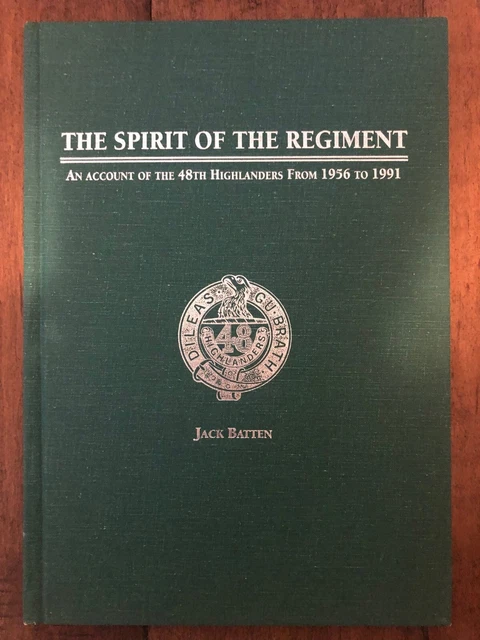 THE SPIRIT OF THE REGIMENT
AN ACCOUNT OF THE 48TH HIGHLANDERS FROM 1956 TO 1991
DILEAS GU BRATH
48
HIGHLANDERS
JACK BATTEN